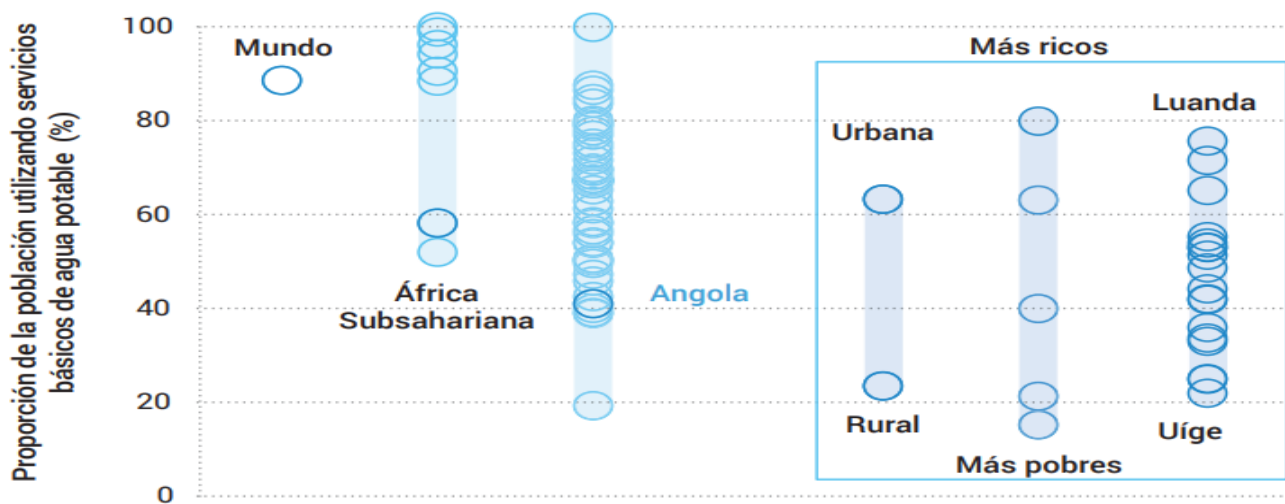 Proporción de la población utilizando servicios
básicos de agua potable (%)
100
80
60
40
20
0
Mundo
África
Subsahariana
Angola
Más ricos
Urbana
Rural
Más pobres
Luanda
Uíge